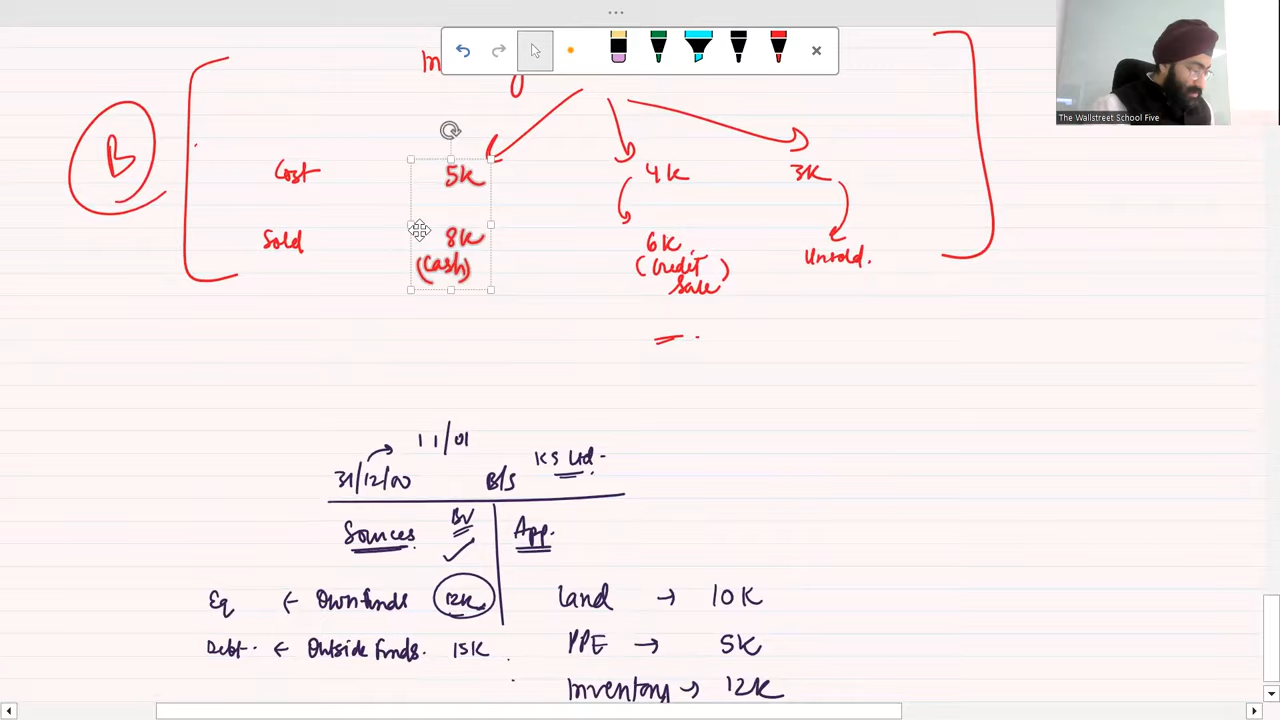 The Wallstreet School Five
B
Cost 5K 4K 3K
Sold 8K 6K Unsold.
(Cash) (Credit Sale)
11/01
31/12/00 B/S KS Ltd.
Sources BV App.
Eq ← Own funds 12K Land → 10K
Debt. ← Outside funds. 15K PPE → 5K
Inventory → 12K